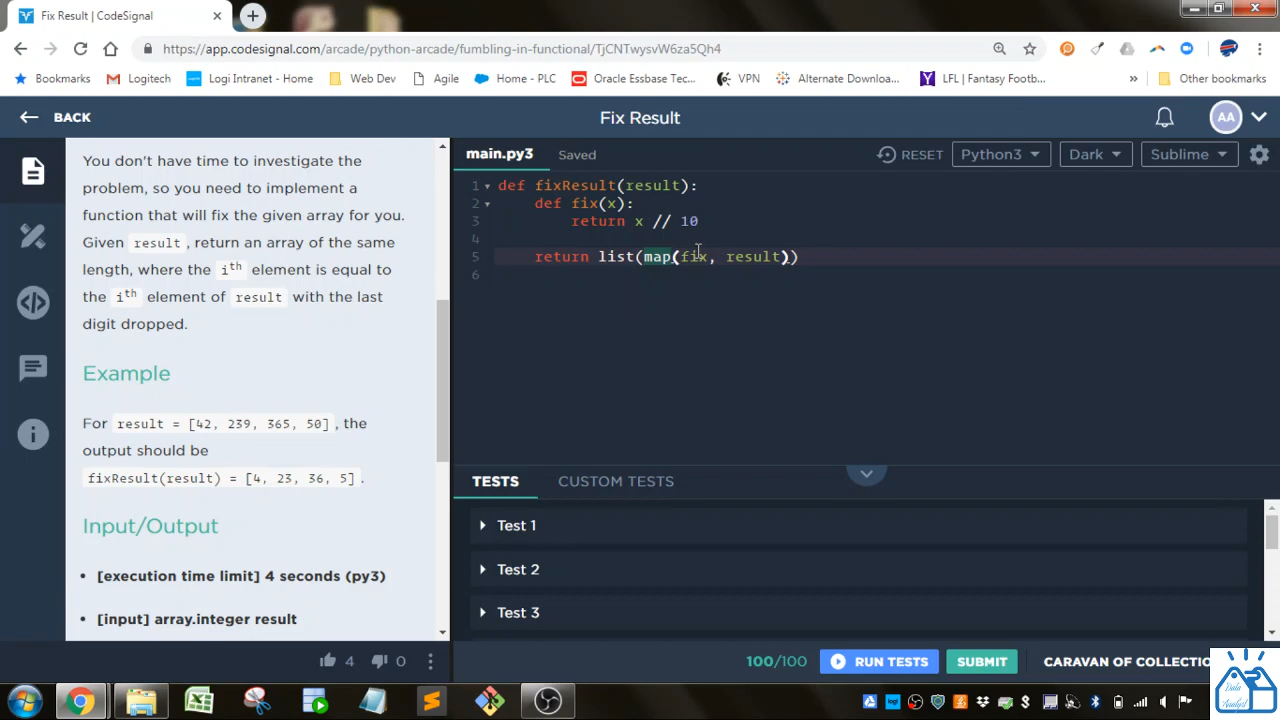 Fix Result | CodeSignal
https://app.codesignal.com/arcade/python-arcade/fumbling-in-functional/TjCNTwysvW6za5Qh4
Bookmarks
Logitech
Logi Intranet - Home
Web Dev
Agile
Home - PLC
Oracle Essbase Tec...
VPN
Alternate Downloa...
LFL | Fantasy Footb...
»
Other bookmarks
BACK
Fix Result
AA
You don't have time to investigate the
problem, so you need to implement a
function that will fix the given array for you.
Given result, return an array of the same
length, where the ith element is equal to
the ith element of result with the last
digit dropped.
Example
For result = [42, 239, 365, 50], the
output should be
fixResult(result) = [4, 23, 36, 5].
Input/Output
• [execution time limit] 4 seconds (py3)
• [input] array.integer result
4
0
main.py3
Saved
RESET
Python3
Dark
Sublime
1 def fixResult(result):
2 def fix(x):
3 return x // 10
4
5 return list(map(fix, result))
6
TESTS
CUSTOM TESTS
Test 1
Test 2
Test 3
100/100
RUN TESTS
SUBMIT
CARAVAN OF COLLECTIO
Data
Analyst